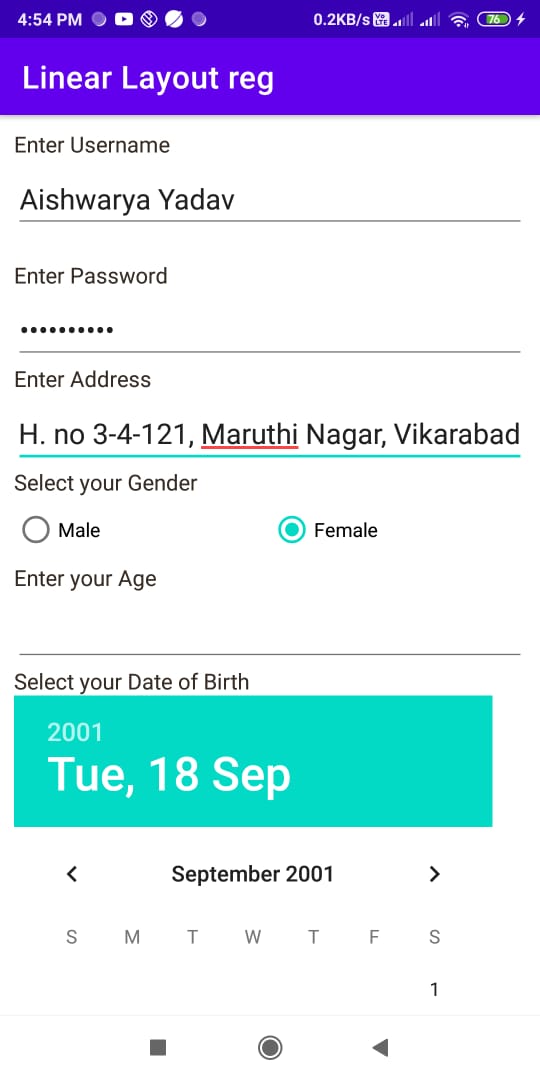 4:54 PM 0.2KB/s Vo LTE 76
Linear Layout reg
Enter Username
Aishwarya Yadav
Enter Password
••••••••••
Enter Address
H. no 3-4-121, Maruthi Nagar, Vikarabad
Select your Gender
Male Female
Enter your Age
Select your Date of Birth
2001
Tue, 18 Sep
September 2001
S M T W T F S
1